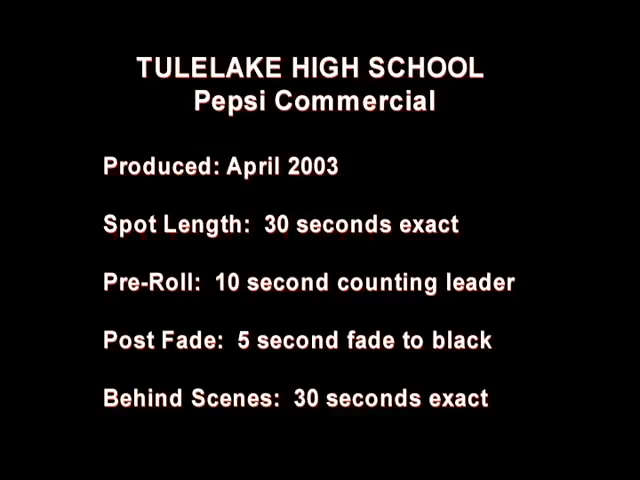 TULELAKE HIGH SCHOOL
Pepsi Commercial
Produced: April 2003
Spot Length:  30 seconds exact
Pre-Roll:  10 second counting leader
Post Fade:  5 second fade to black
Behind Scenes:  30 seconds exact